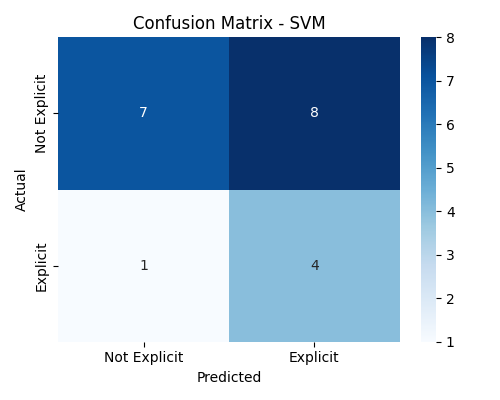 Confusion Matrix - SVM
Actual
Not Explicit
Explicit
7 8
1 4
Not Explicit Explicit
Predicted
8
7
6
5
4
3
2
1